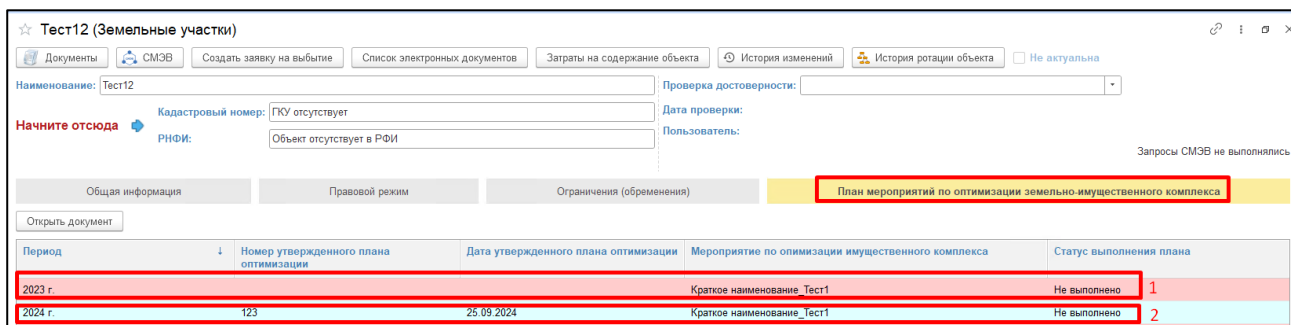 Тест12 (Земельные участки)
Документы СМЭВ Создать заявку на выбытие Список электронных документов Затраты на содержание объекта История изменений История ротации объекта Не актуальна
Наименование: Тест12 Проверка достоверности:
Начните отсюда Кадастровый номер: ГКУ отсутствует Дата проверки:
РНФИ: Объект отсутствует в РФИ Пользователь:
Запросы СМЭВ не выполнялись
Общая информация Правовой режим Ограничения (обременения) План мероприятий по оптимизации земельно-имущественного комплекса
Открыть документ
Период ↓ Номер утвержденного плана оптимизации Дата утвержденного плана оптимизации Мероприятие по опимизации имущественного комплекса Статус выполнения плана
2023 г. Краткое наименование_Тест1 Не выполнено 1
2024 г. 123 25.09.2024 Краткое наименование_Тест1 Не выполнено 2